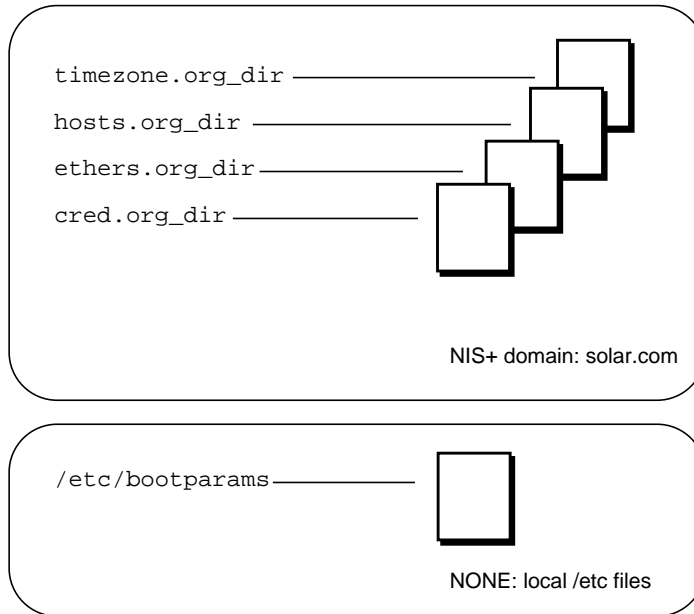 timezone.org_dir
hosts.org_dir
ethers.org_dir
cred.org_dir
NIS+ domain: solar.com
/etc/bootparams
NONE: local /etc files